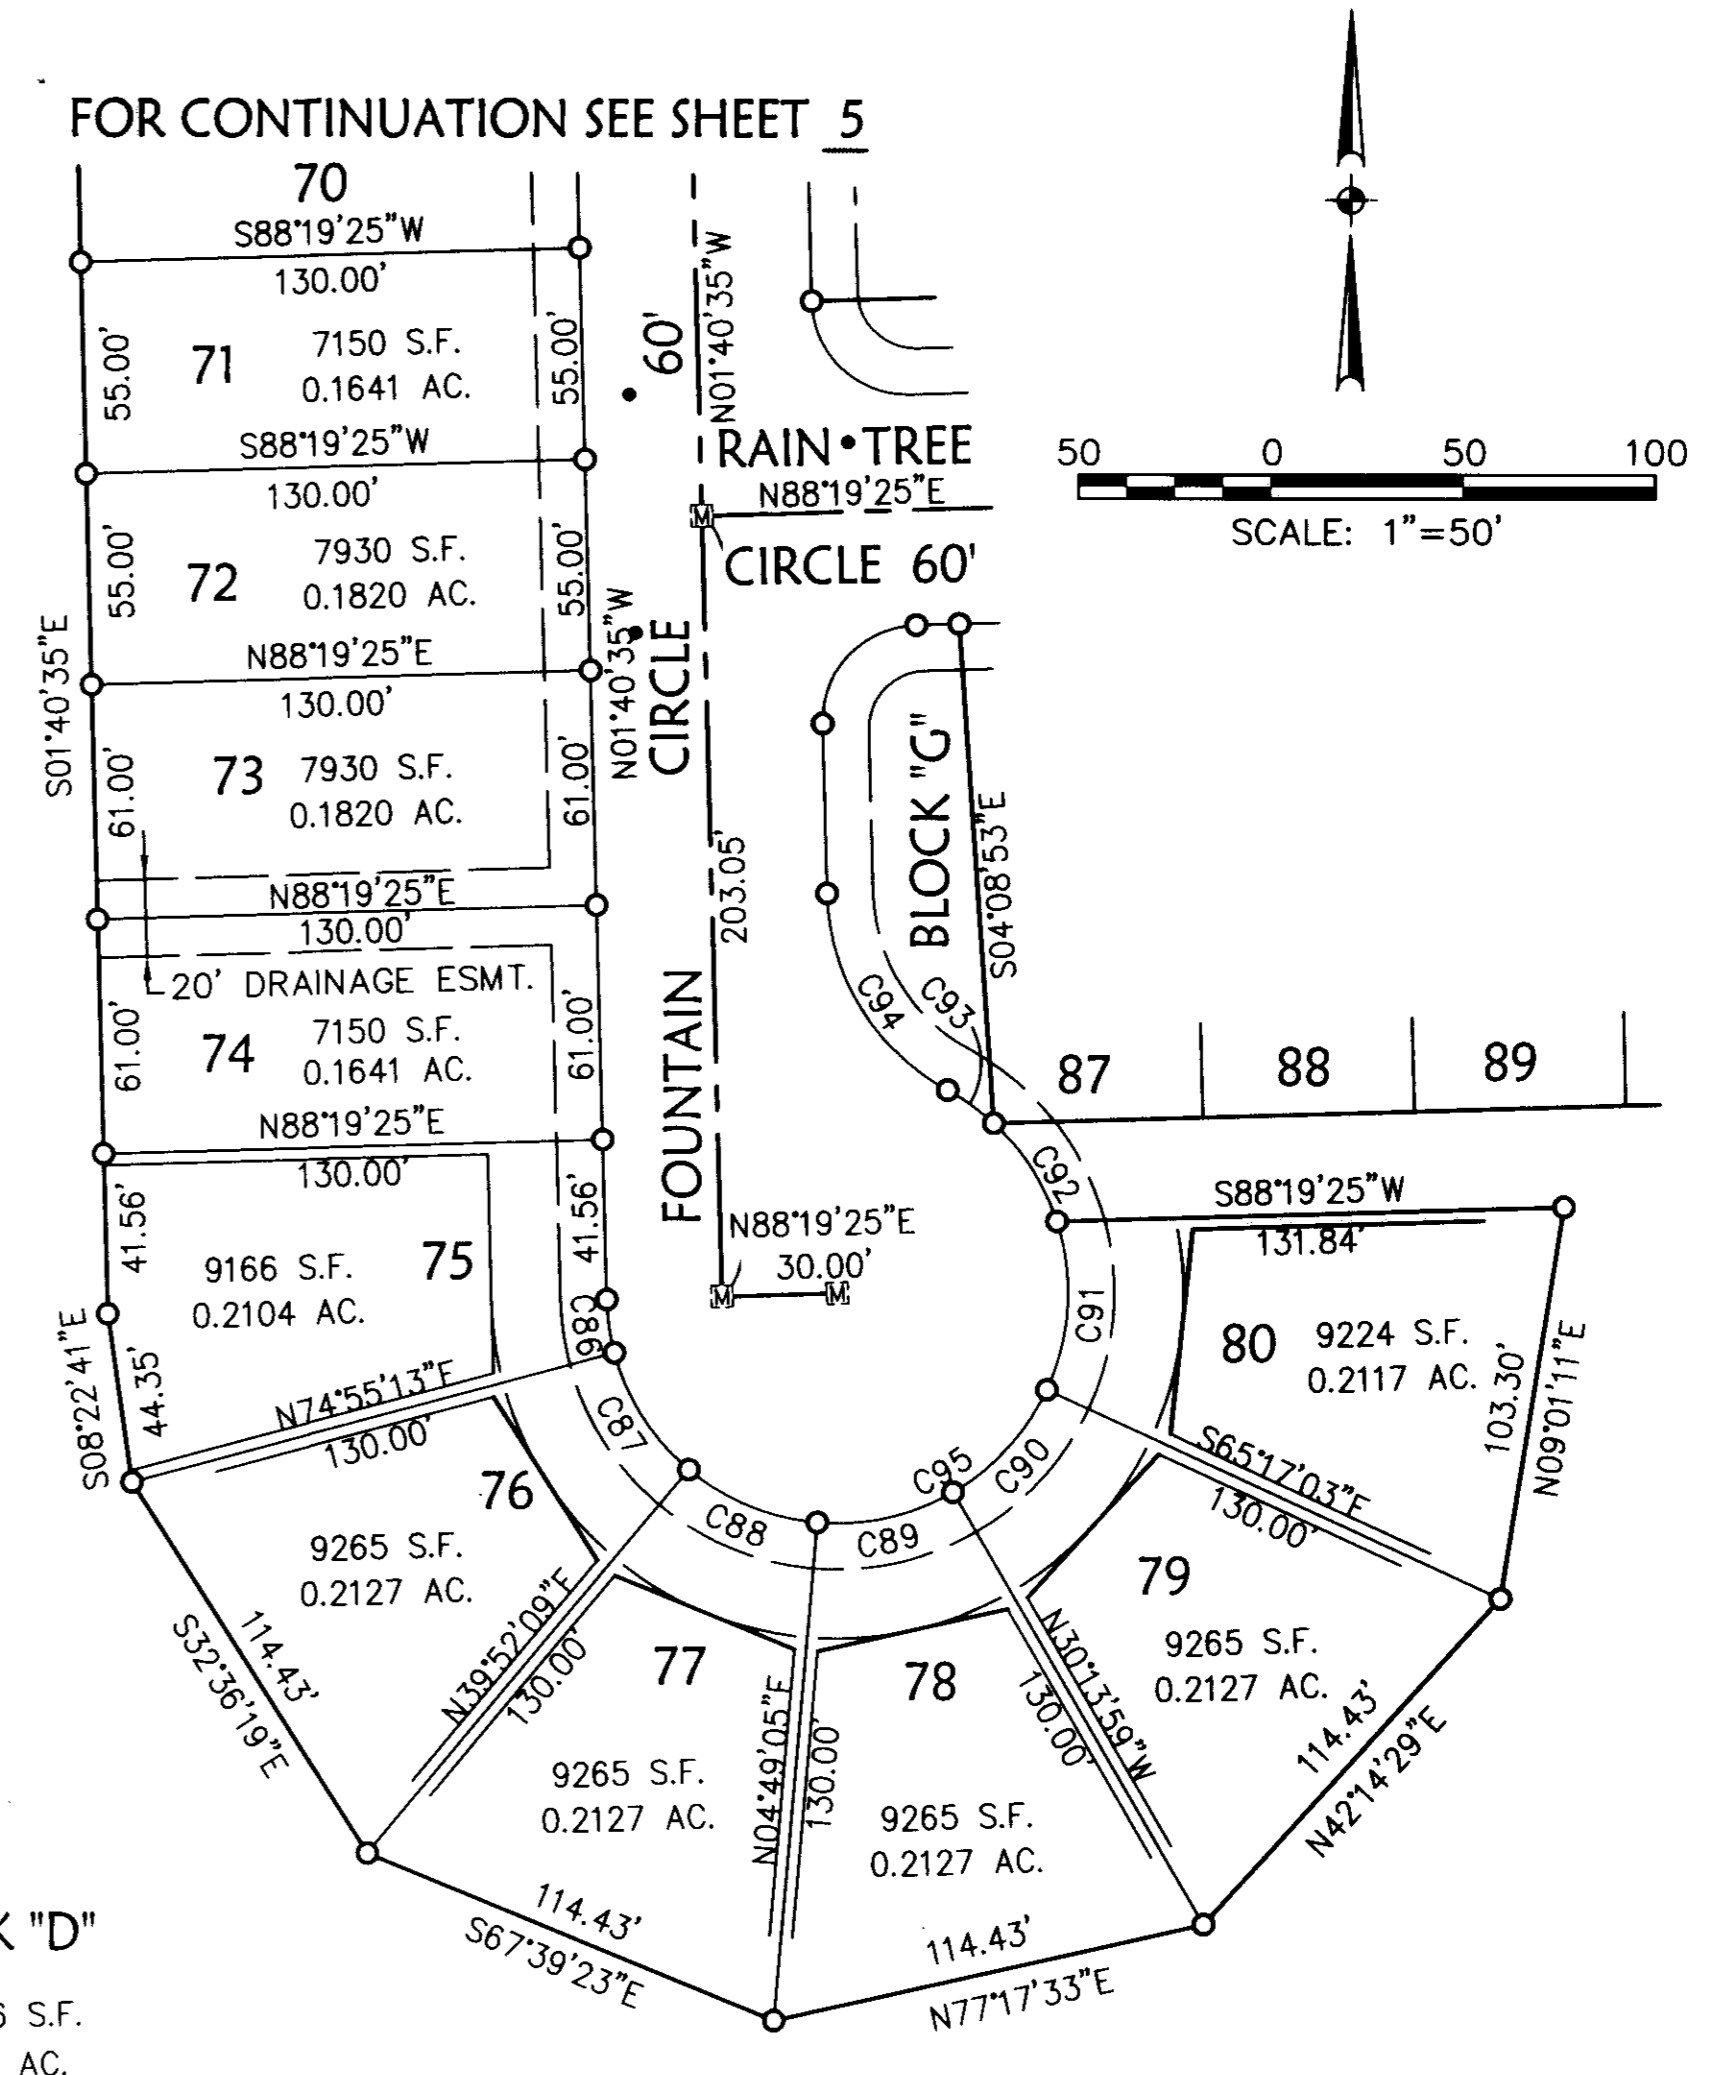 FOR CONTINUATION SEE SHEET 5
70
S88°19'25"W
130.00'
55.00'
71
7150 S.F.
0.1641 AC.
55.00'
60'
N01°40'35"W
S88°19'25"W
130.00'
RAIN•TREE
N88°19'25"E
CIRCLE 60'
50 0 50 100
SCALE: 1"=50'
55.00'
72
7930 S.F.
0.1820 AC.
55.00'
S01°40'35"E
N01°40'35"W
N88°19'25"E
130.00'
61.00'
73
7930 S.F.
0.1820 AC.
61.00'
FOUNTAIN CIRCLE
203.05'
BLOCK "G"
S04°08'53"E
N88°19'25"E
130.00'
20' DRAINAGE ESMT.
61.00'
74
7150 S.F.
0.1641 AC.
61.00'
C94
C93
87
88
89
N88°19'25"E
130.00'
41.56'
75
9166 S.F.
0.2104 AC.
41.56'
N88°19'25"E
30.00'
C92
S88°19'25"W
131.84'
C91
80
9224 S.F.
0.2117 AC.
103.30'
N09°01'11"E
C86
S08°22'41"E
44.35'
N74°55'13"E
130.00'
C87
C88
C89
C95
C90
S65°17'03"E
130.00'
76
9265 S.F.
0.2127 AC.
S32°36'19"E
114.43'
N39°52'09"E
130.00'
77
9265 S.F.
0.2127 AC.
N04°49'05"E
130.00'
78
9265 S.F.
0.2127 AC.
N30°13'59"W
130.00'
79
9265 S.F.
0.2127 AC.
114.43'
N42°14'29"E
114.43'
S67°39'23"E
114.43'
N77°17'33"E
K "D"
6 S.F.
AC.
M
M
M